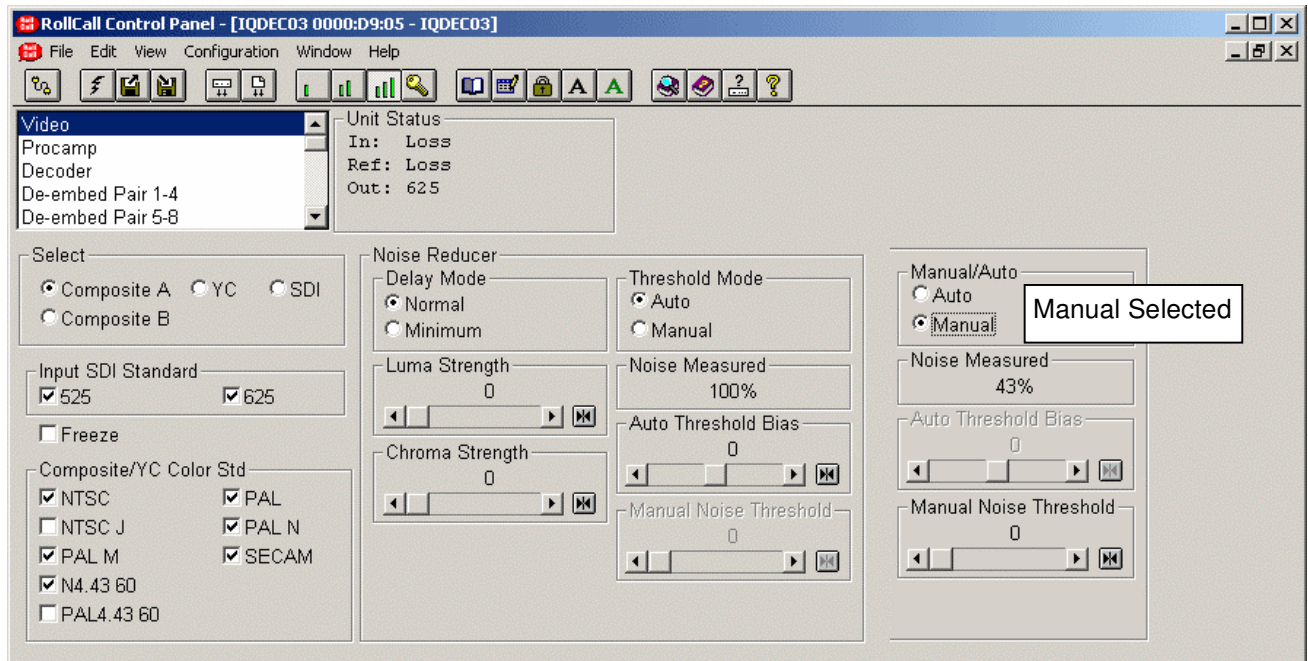 RollCall Control Panel - [IQDEC03 0000:D9:05 - IQDEC03]
File Edit View Configuration Window Help
Video
Procamp
Decoder
De-embed Pair 1-4
De-embed Pair 5-8
Unit Status
In: Loss
Ref: Loss
Out: 625
Select
Composite A YC SDI
Composite B
Input SDI Standard
525 625
Freeze
Composite/YC Color Std
NTSC PAL
NTSC J PAL N
PAL M SECAM
N4.43 60
PAL4.43 60
Noise Reducer
Delay Mode
Normal
Minimum
Luma Strength
0
Chroma Strength
0
Threshold Mode
Auto
Manual
Noise Measured
100%
Auto Threshold Bias
0
Manual Noise Threshold
0
Manual/Auto
Auto
Manual
Manual Selected
Noise Measured
43%
Auto Threshold Bias
0
Manual Noise Threshold
0